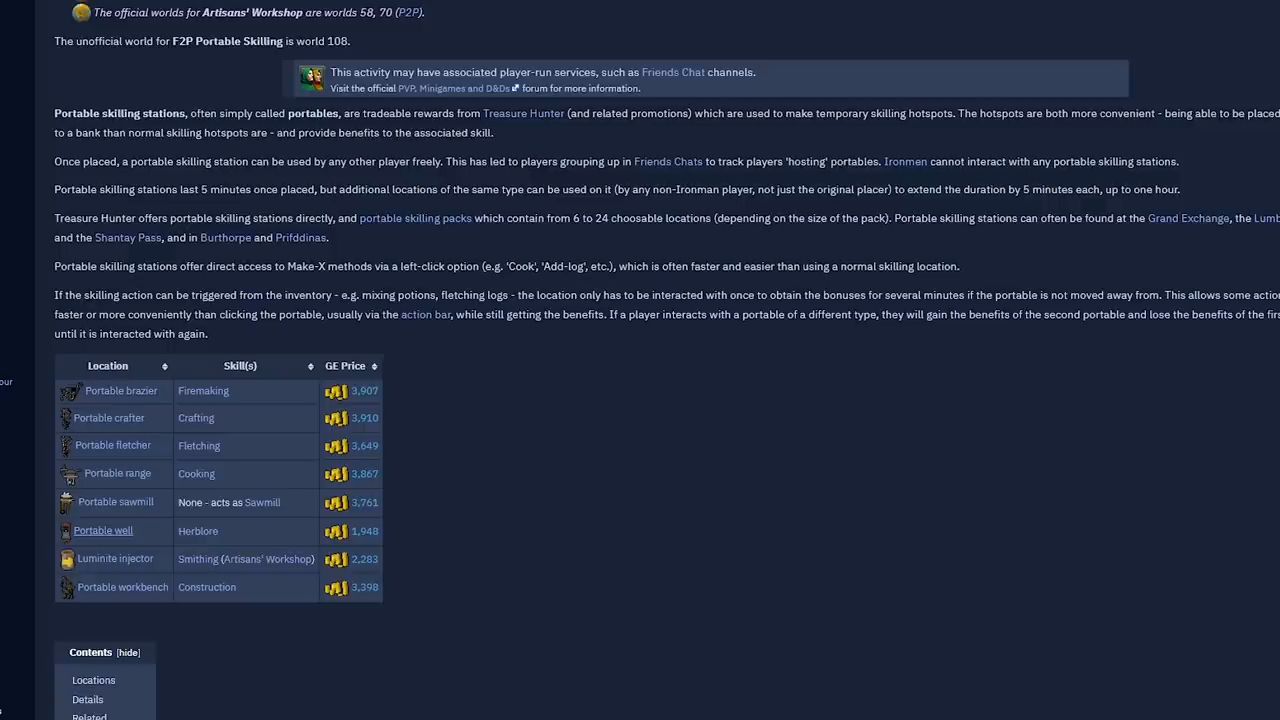 The official worlds for Artisans' Workshop are worlds 58, 70 (P2P).
The unofficial world for F2P Portable Skilling is world 108.
This activity may have associated player-run services, such as Friends Chat channels.
Visit the official PVP, Minigames and D&Ds forum for more information.
Portable skilling stations, often simply called portables, are tradeable rewards from Treasure Hunter (and related promotions) which are used to make temporary skilling hotspots. The hotspots are both more convenient - being able to be placed
to a bank than normal skilling hotspots are - and provide benefits to the associated skill.
Once placed, a portable skilling station can be used by any other player freely. This has led to players grouping up in Friends Chats to track players 'hosting' portables. Ironmen cannot interact with any portable skilling stations.
Portable skilling stations last 5 minutes once placed, but additional locations of the same type can be used on it (by any non-Ironman player, not just the original placer) to extend the duration by 5 minutes each, up to one hour.
Treasure Hunter offers portable skilling stations directly, and portable skilling packs which contain from 6 to 24 choosable locations (depending on the size of the pack). Portable skilling stations can often be found at the Grand Exchange, the Lumb
and the Shantay Pass, and in Burthorpe and Prifddinas.
Portable skilling stations offer direct access to Make-X methods via a left-click option (e.g. 'Cook', 'Add-log', etc.), which is often faster and easier than using a normal skilling location.
If the skilling action can be triggered from the inventory - e.g. mixing potions, fletching logs - the location only has to be interacted with once to obtain the bonuses for several minutes if the portable is not moved away from. This allows some action
faster or more conveniently than clicking the portable, usually via the action bar, while still getting the benefits. If a player interacts with a portable of a different type, they will gain the benefits of the second portable and lose the benefits of the firs
until it is interacted with again.
our
Location Skill(s) GE Price
Portable brazier Firemaking 3,907
Portable crafter Crafting 3,910
Portable fletcher Fletching 3,649
Portable range Cooking 3,867
Portable sawmill None - acts as Sawmill 3,761
Portable well Herblore 1,948
Luminite injector Smithing (Artisans' Workshop) 2,283
Portable workbench Construction 3,398
Contents [hide]
Locations
Details
Related